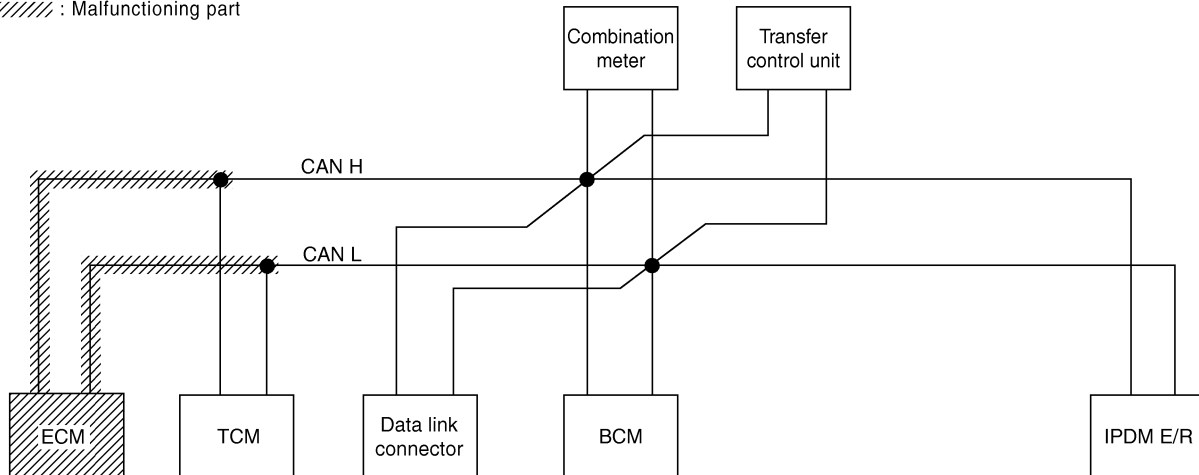 : Malfunctioning part
Combination
meter
Transfer
control unit
CAN H
CAN L
ECM
TCM
Data link
connector
BCM
IPDM E/R